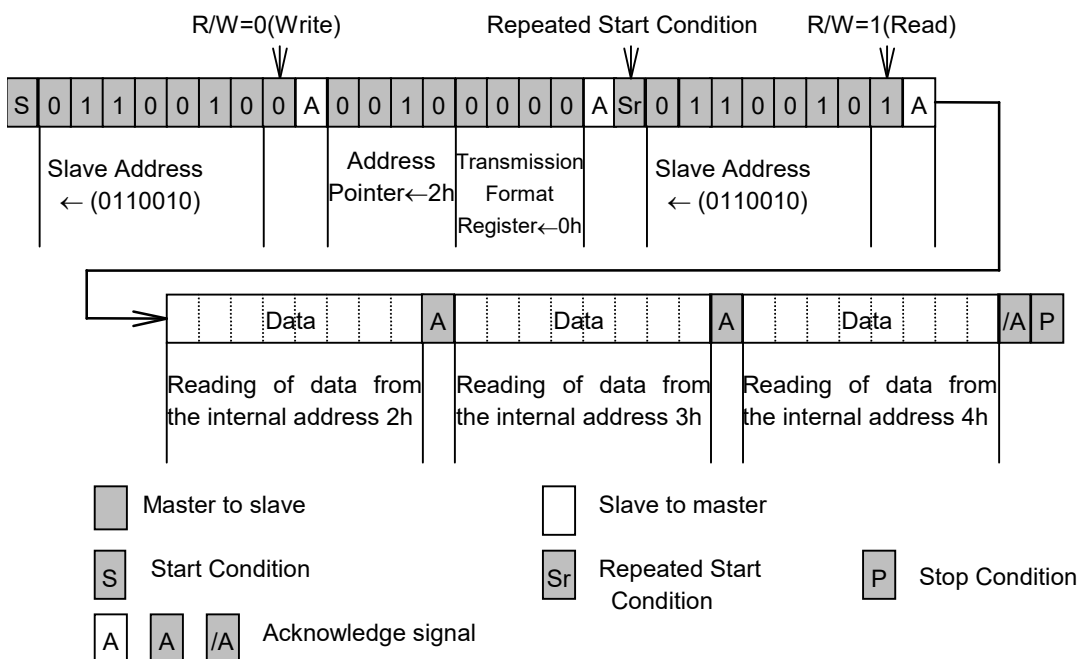 R/W=0(Write) Repeated Start Condition R/W=1(Read)
S 0 1 1 0 0 1 0 0 A 0 0 1 0 0 0 0 0 A Sr 0 1 1 0 0 1 0 1 A
Slave Address
← (0110010)
Address
Pointer←2h
Transmission
Format
Register←0h
Slave Address
← (0110010)
Data A Data A Data /A P
Reading of data from
the internal address 2h
Reading of data from
the internal address 3h
Reading of data from
the internal address 4h
Master to slave Slave to master
S Start Condition
Sr Repeated Start
Condition
P Stop Condition
A A /A Acknowledge signal